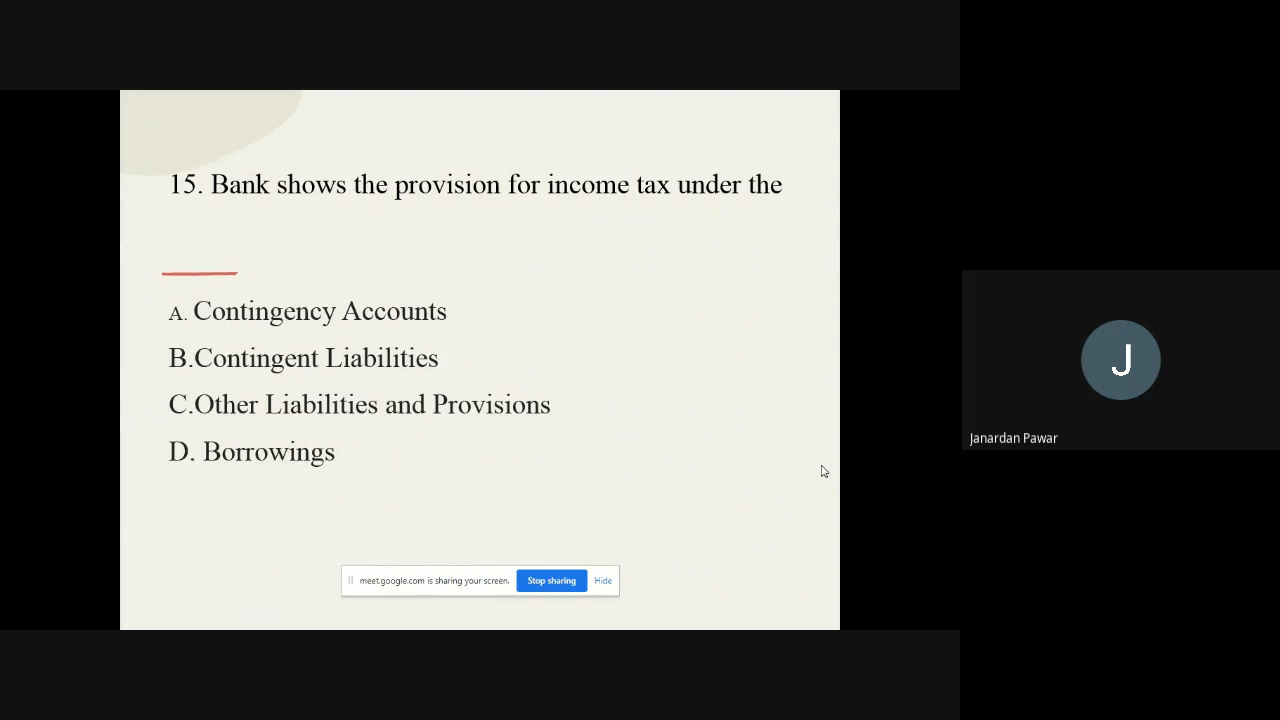 15. Bank shows the provision for income tax under the
A. Contingency Accounts
B.Contingent Liabilities
C.Other Liabilities and Provisions
D. Borrowings
meet.google.com is sharing your screen. Stop sharing Hide
J
Janardan Pawar